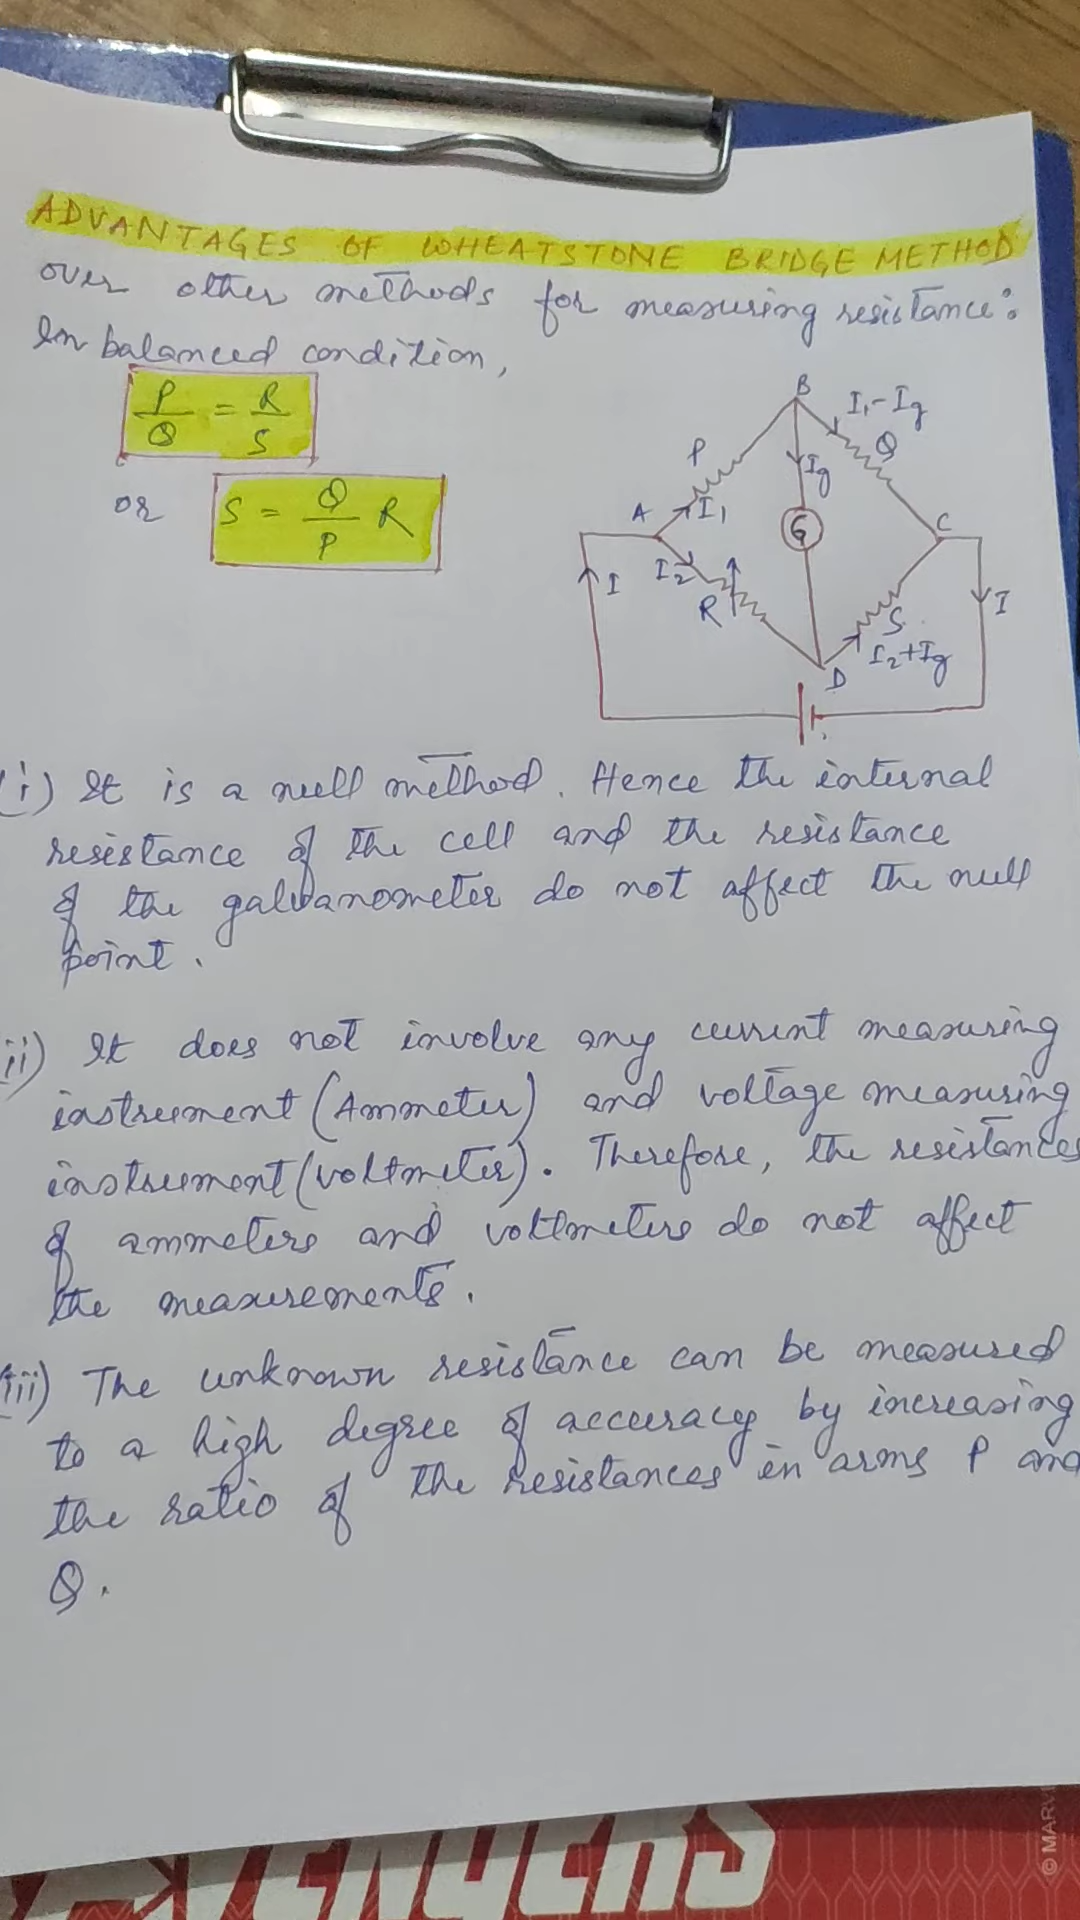 ADVANTAGES OF WHEATSTONE BRIDGE METHOD
over other methods for measuring resistance:
In balanced condition,
P/Q = R/S
or S = Q/P R
B
I₁-Ig
P
Q
Ig
A
I₁
G
C
I
I₂
R
S
I
I₂+Ig
D
(i) It is a null method. Hence the internal
resistance of the cell and the resistance
of the galvanometer do not affect the null
point.
ii) It does not involve any current measuring
instrument (Ammeter) and voltage measuring
instrument (voltmeter). Therefore, the resistances
of ammeters and voltmeters do not affect
the measurements.
(iii) The unknown resistance can be measured
to a high degree of accuracy by increasing
the ratio of the resistances in arms P and
Q.
© MARV